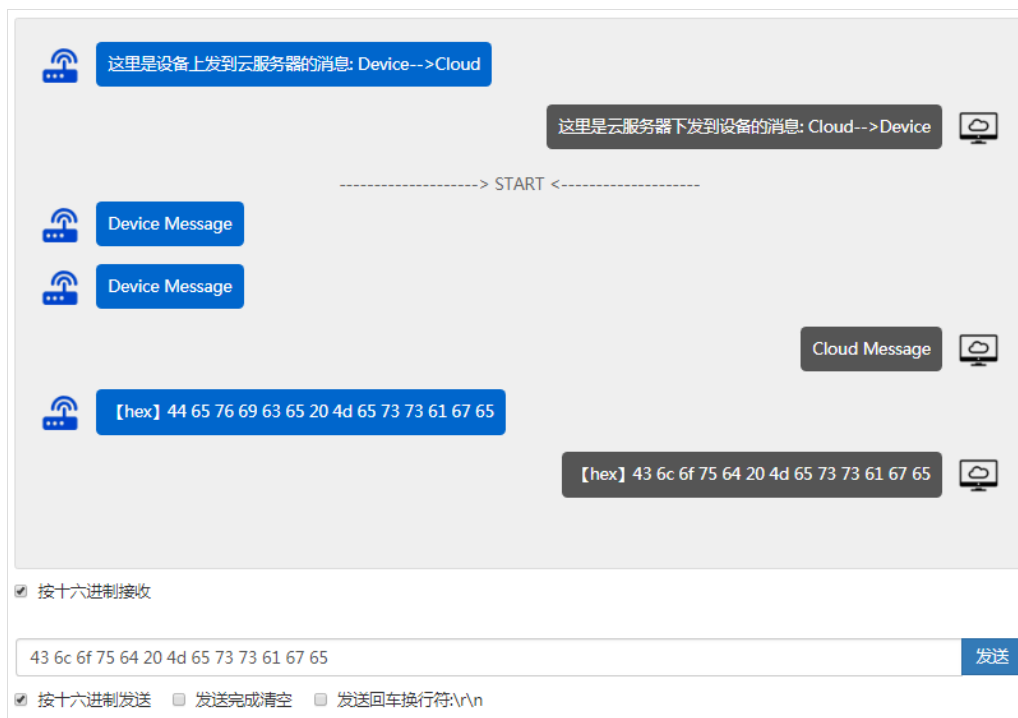 这里是设备上发到云服务器的消息: Device-->Cloud
这里是云服务器下发到设备的消息: Cloud-->Device
--------------------> START <--------------------
Device Message
Device Message
Cloud Message
【hex】44 65 76 69 63 65 20 4d 65 73 73 61 67 65
【hex】43 6c 6f 75 64 20 4d 65 73 73 61 67 65
按十六进制接收
43 6c 6f 75 64 20 4d 65 73 73 61 67 65 发送
按十六进制发送 发送完成清空 发送回车换行符:\r\n